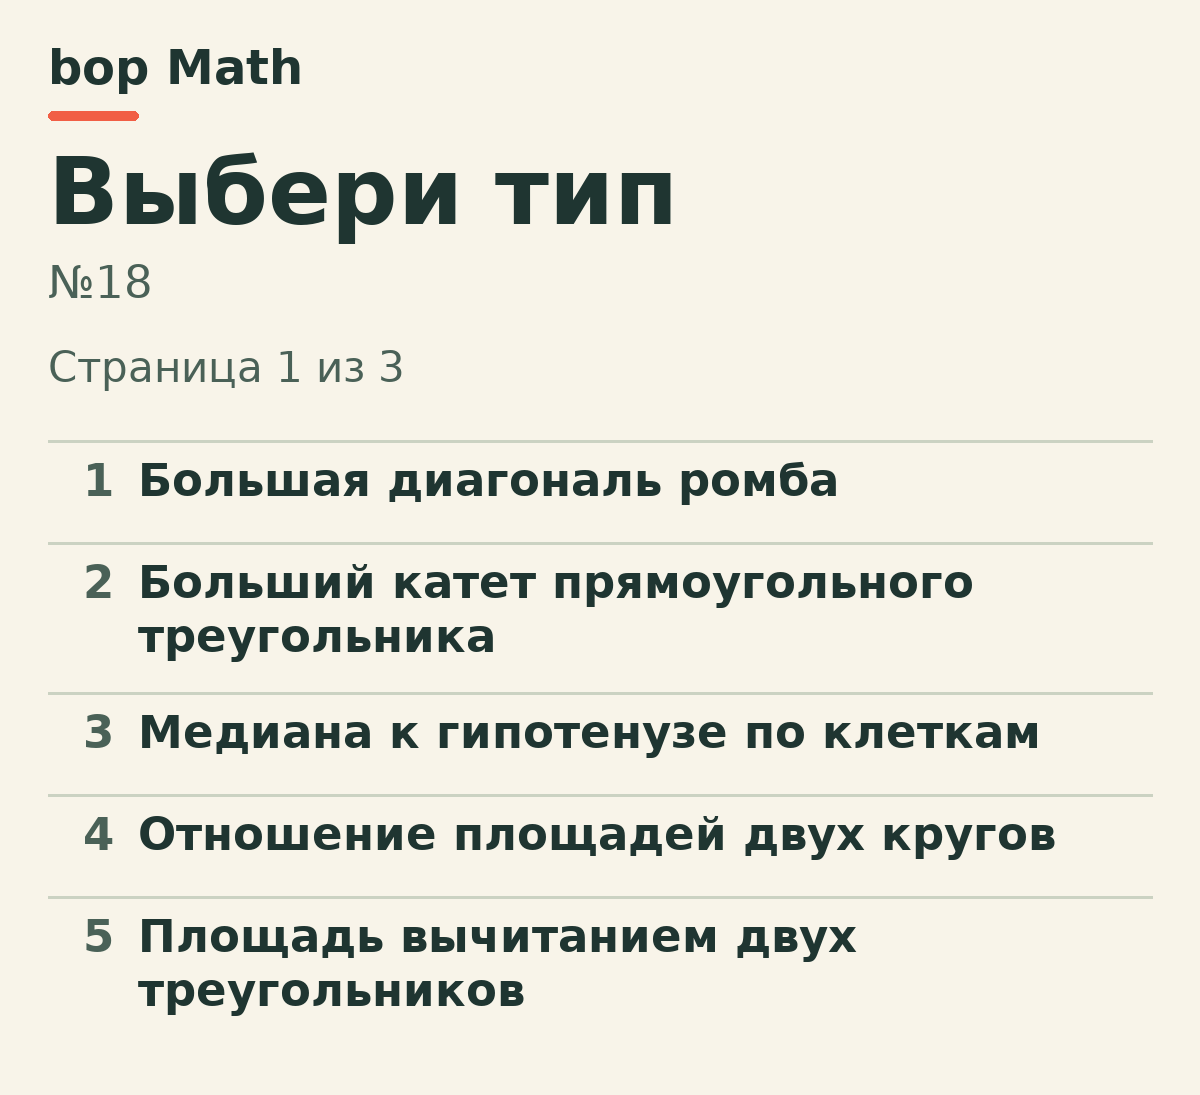 bop Math
Выбери тип
№18
Страница 1 из 3
1 Большая диагональ ромба
2 Больший катет прямоугольного
треугольника
3 Медиана к гипотенузе по клеткам
4 Отношение площадей двух кругов
5 Площадь вычитанием двух
треугольников